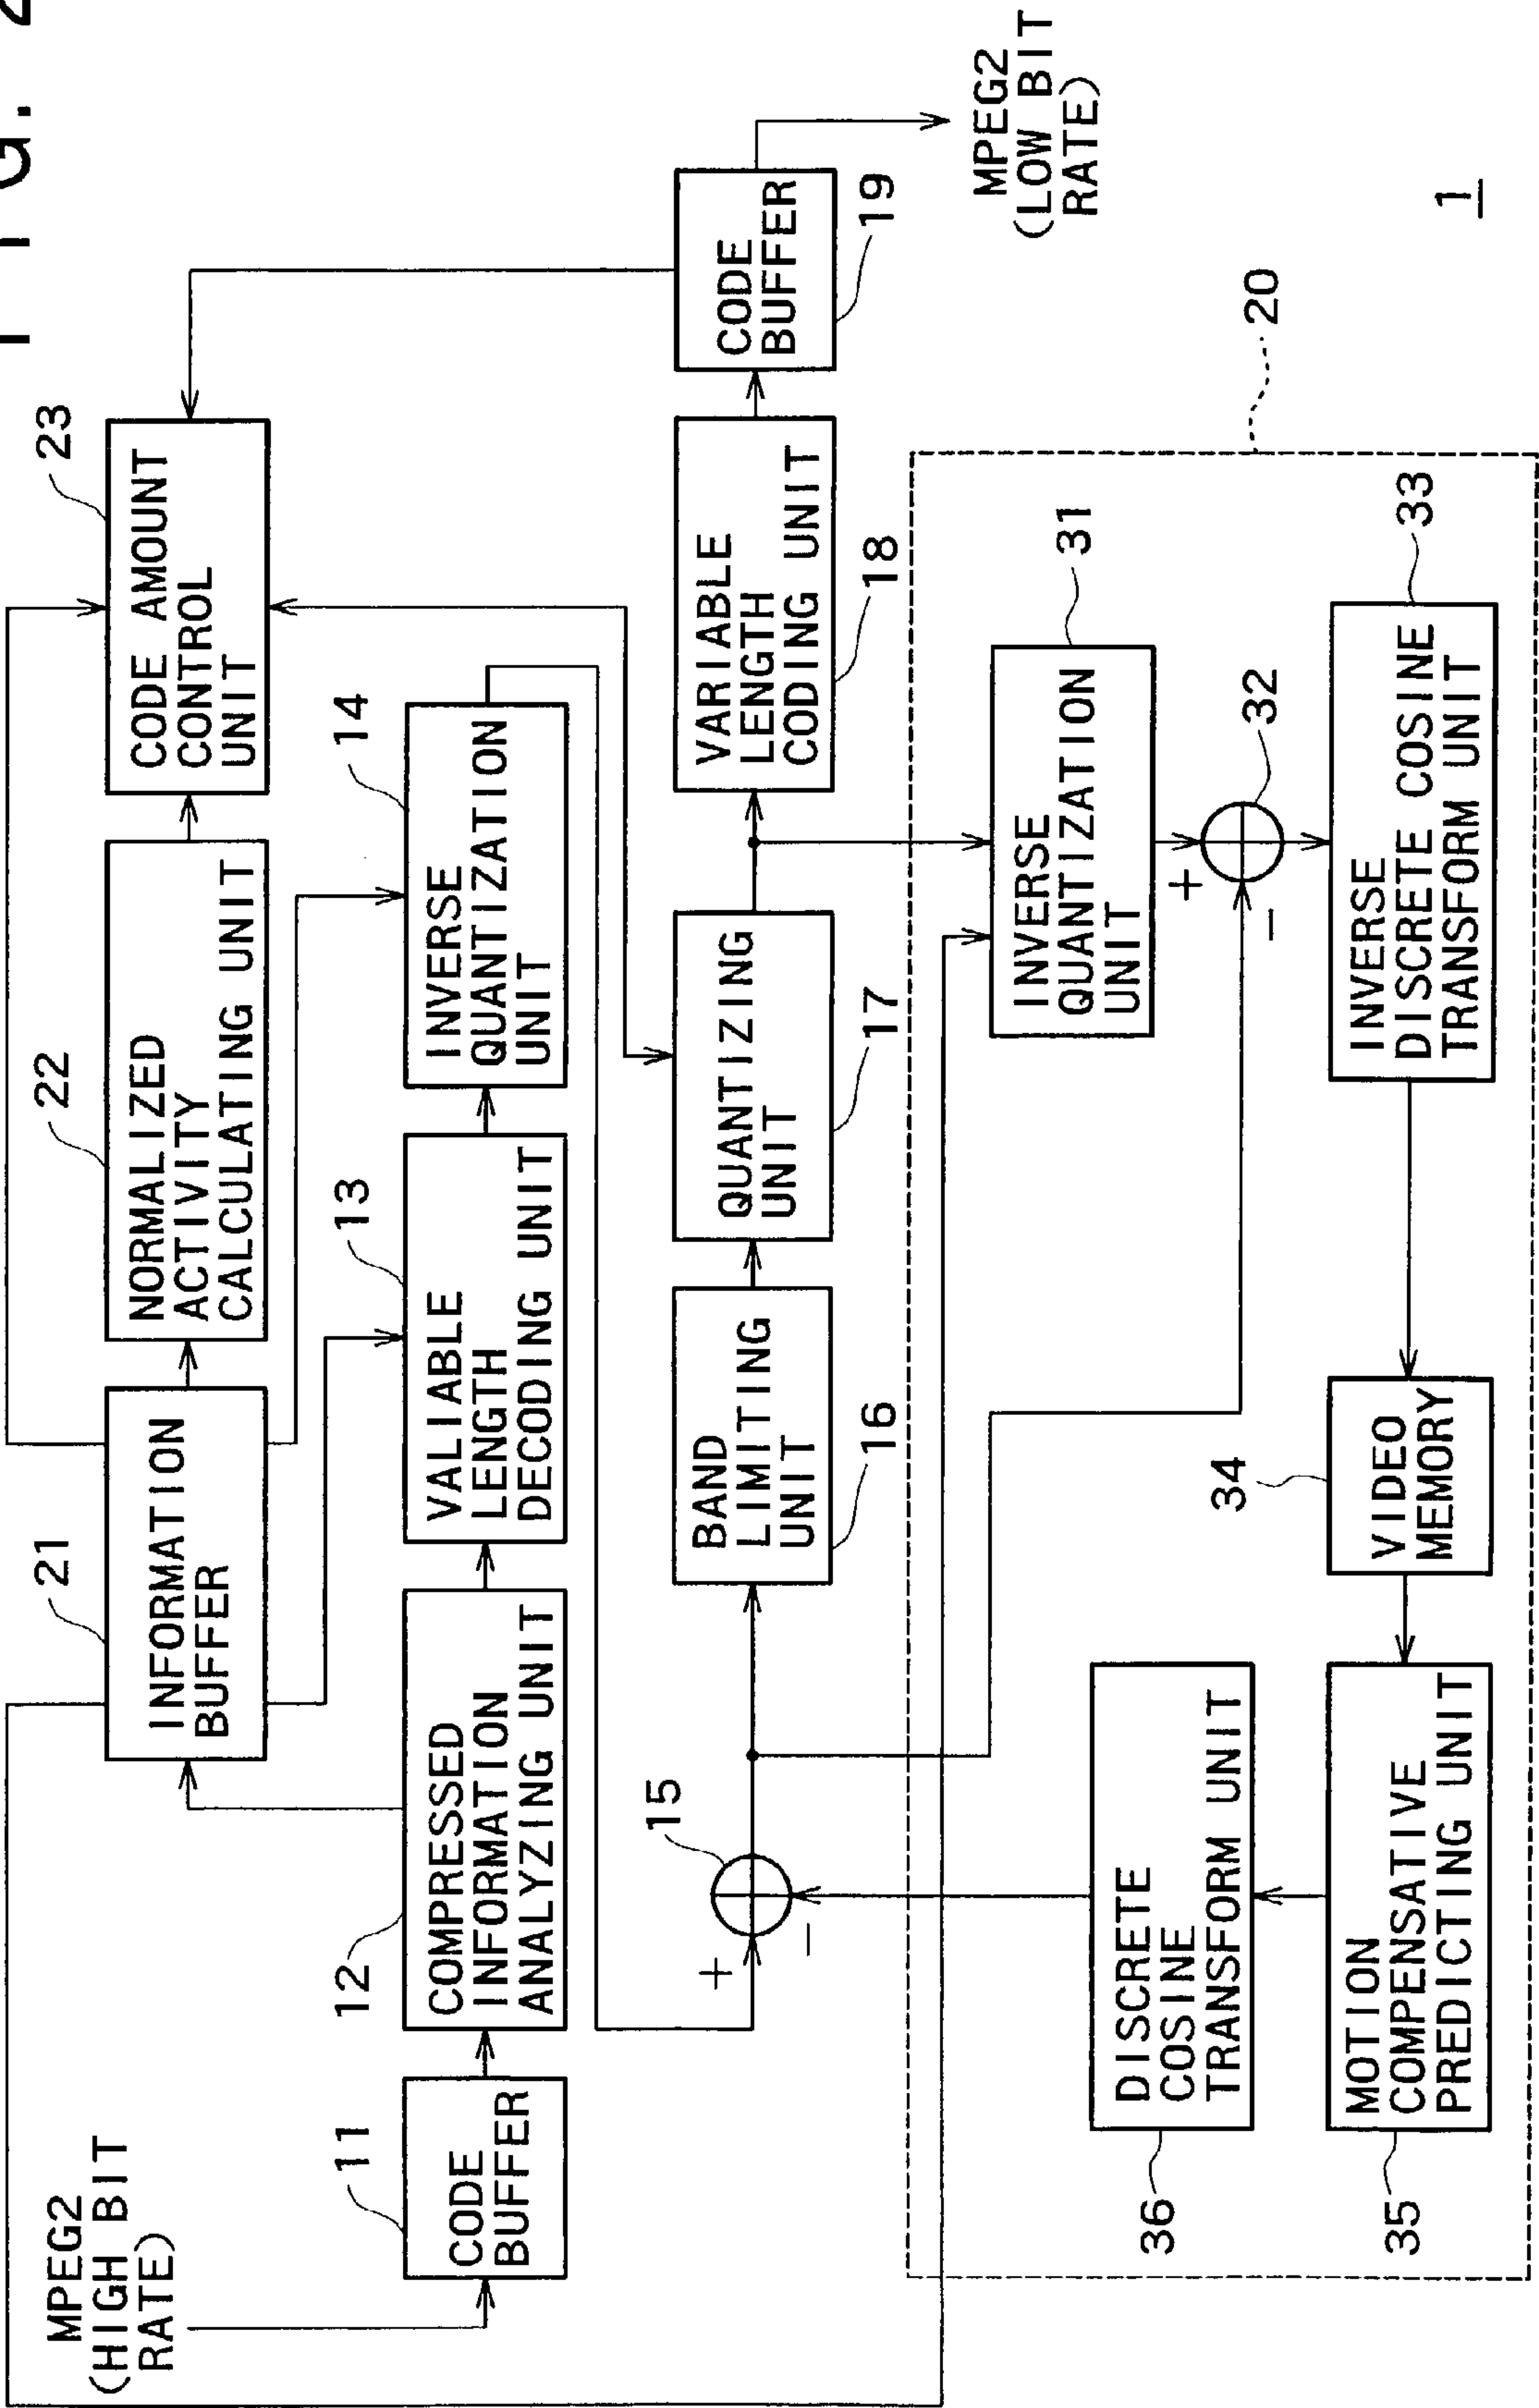 FIG. 2
MPEG2
(HIGH BIT
RATE)
21
INFORMATION
BUFFER
22
NORMALIZED
ACTIVITY
CALCULATING UNIT
23
CODE AMOUNT
CONTROL
UNIT
11
CODE
BUFFER
12
COMPRESSED
INFORMATION
ANALYZING UNIT
13
VALIABLE
LENGTH
DECODING UNIT
14
INVERSE
QUANTIZATION
UNIT
15
+
−
BAND
LIMITING
UNIT
16
QUANTIZING
UNIT
17
VARIABLE
LENGTH
CODING UNIT
18
CODE
BUFFER
19
MPEG2
(LOW BIT
RATE)
20
1
INVERSE
QUANTIZATION
UNIT
31
+
−
32
INVERSE
DISCRETE COSINE
TRANSFORM UNIT
33
34
VIDEO
MEMORY
MOTION
COMPENSATIVE
PREDICTING UNIT
35
DISCRETE
COSINE
TRANSFORM UNIT
36